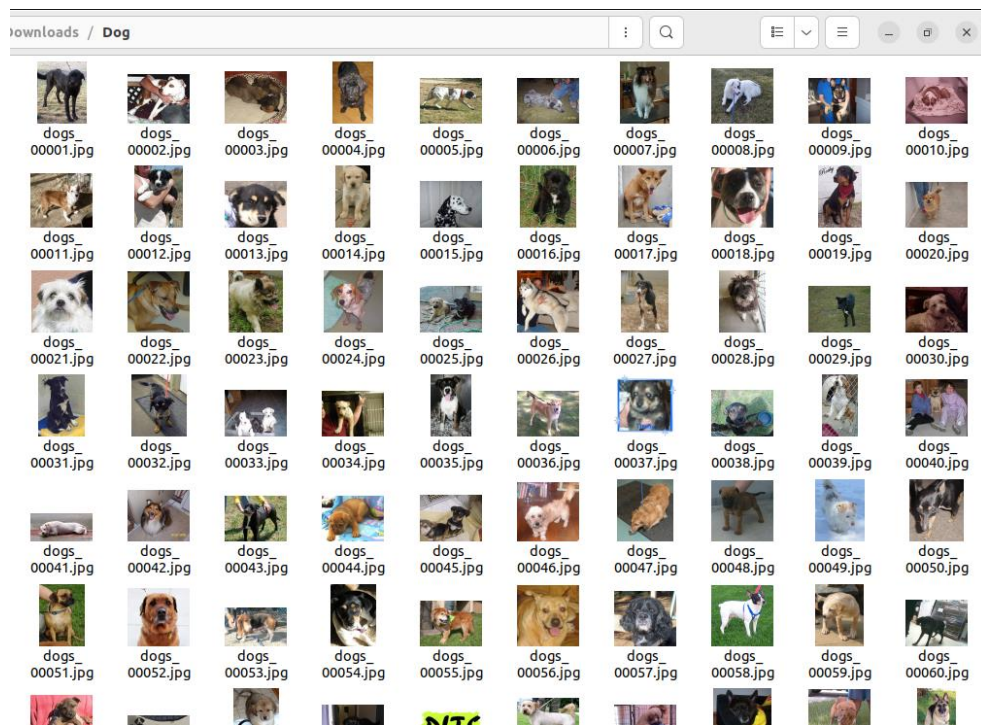 Downloads / Dog
dogs_ dogs_ dogs_ dogs_ dogs_ dogs_ dogs_ dogs_ dogs_ dogs_
00001.jpg 00002.jpg 00003.jpg 00004.jpg 00005.jpg 00006.jpg 00007.jpg 00008.jpg 00009.jpg 00010.jpg
dogs_ dogs_ dogs_ dogs_ dogs_ dogs_ dogs_ dogs_ dogs_ dogs_
00011.jpg 00012.jpg 00013.jpg 00014.jpg 00015.jpg 00016.jpg 00017.jpg 00018.jpg 00019.jpg 00020.jpg
dogs_ dogs_ dogs_ dogs_ dogs_ dogs_ dogs_ dogs_ dogs_ dogs_
00021.jpg 00022.jpg 00023.jpg 00024.jpg 00025.jpg 00026.jpg 00027.jpg 00028.jpg 00029.jpg 00030.jpg
dogs_ dogs_ dogs_ dogs_ dogs_ dogs_ dogs_ dogs_ dogs_ dogs_
00031.jpg 00032.jpg 00033.jpg 00034.jpg 00035.jpg 00036.jpg 00037.jpg 00038.jpg 00039.jpg 00040.jpg
dogs_ dogs_ dogs_ dogs_ dogs_ dogs_ dogs_ dogs_ dogs_ dogs_
00041.jpg 00042.jpg 00043.jpg 00044.jpg 00045.jpg 00046.jpg 00047.jpg 00048.jpg 00049.jpg 00050.jpg
dogs_ dogs_ dogs_ dogs_ dogs_ dogs_ dogs_ dogs_ dogs_ dogs_
00051.jpg 00052.jpg 00053.jpg 00054.jpg 00055.jpg 00056.jpg 00057.jpg 00058.jpg 00059.jpg 00060.jpg